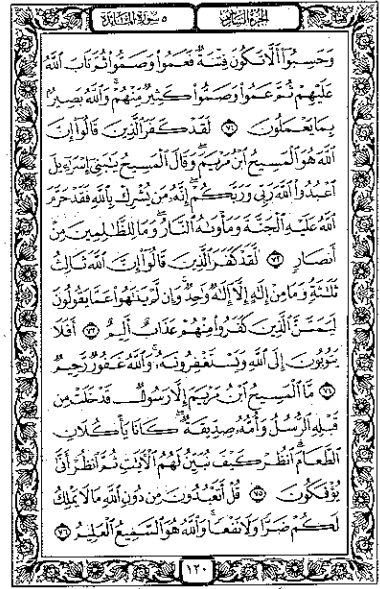 الجزء السادس ٥ سورة المائدة
وَحَسِبُوٓا۟ أَلَّا تَكُونَ فِتْنَةٌ فَعَمُوا۟ وَصَمُّوا۟ ثُمَّ تَابَ ٱللَّهُ
عَلَيْهِمْ ثُمَّ عَمُوا۟ وَصَمُّوا۟ كَثِيرٌ مِّنْهُمْ ۚ وَٱللَّهُ بَصِيرٌۢ
بِمَا يَعْمَلُونَ ٧١ لَقَدْ كَفَرَ ٱلَّذِينَ قَالُوٓا۟ إِنَّ
ٱللَّهَ هُوَ ٱلْمَسِيحُ ٱبْنُ مَرْيَمَ ۖ وَقَالَ ٱلْمَسِيحُ يَٰبَنِىٓ إِسْرَٰٓءِيلَ
ٱعْبُدُوا۟ ٱللَّهَ رَبِّى وَرَبَّكُمْ ۖ إِنَّهُۥ مَن يُشْرِكْ بِٱللَّهِ فَقَدْ حَرَّمَ
ٱللَّهُ عَلَيْهِ ٱلْجَنَّةَ وَمَأْوَىٰهُ ٱلنَّارُ ۖ وَمَا لِلظَّٰلِمِينَ مِنْ
أَنصَارٍ ٧٢ لَّقَدْ كَفَرَ ٱلَّذِينَ قَالُوٓا۟ إِنَّ ٱللَّهَ ثَالِثُ
ثَلَٰثَةٍ ۘ وَمَا مِنْ إِلَٰهٍ إِلَّآ إِلَٰهٌ وَٰحِدٌ ۚ وَإِن لَّمْ يَنتَهُوا۟ عَمَّا يَقُولُونَ
لَيَمَسَّنَّ ٱلَّذِينَ كَفَرُوا۟ مِنْهُمْ عَذَابٌ أَلِيمٌ ٧٣ أَفَلَا
يَتُوبُونَ إِلَى ٱللَّهِ وَيَسْتَغْفِرُونَهُۥ ۚ وَٱللَّهُ غَفُورٌ رَّحِيمٌ
٧٤ مَّا ٱلْمَسِيحُ ٱبْنُ مَرْيَمَ إِلَّا رَسُولٌ قَدْ خَلَتْ مِن
قَبْلِهِ ٱلرُّسُلُ وَأُمُّهُۥ صِدِّيقَةٌ ۖ كَانَا يَأْكُلَانِ
ٱلطَّعَامَ ۗ ٱنظُرْ كَيْفَ نُبَيِّنُ لَهُمُ ٱلْءَايَٰتِ ثُمَّ ٱنظُرْ أَنَّىٰ
يُؤْفَكُونَ ٧٥ قُلْ أَتَعْبُدُونَ مِن دُونِ ٱللَّهِ مَا لَا يَمْلِكُ
لَكُمْ ضَرًّا وَلَا نَفْعًا ۚ وَٱللَّهُ هُوَ ٱلسَّمِيعُ ٱلْعَلِيمُ ٧٦
١٢٠